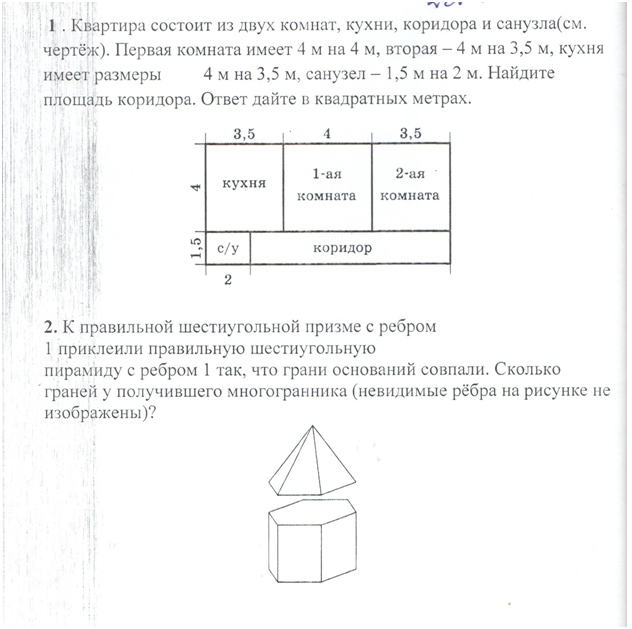 1 . Квартира состоит из двух комнат, кухни, коридора и санузла(см.
чертёж). Первая комната имеет 4 м на 4 м, вторая – 4 м на 3,5 м, кухня
имеет размеры 4 м на 3,5 м, санузел – 1,5 м на 2 м. Найдите
площадь коридора. Ответ дайте в квадратных метрах.
3,5 4 3,5
4
кухня
1-ая
комната
2-ая
комната
1,5
с/у
коридор
2
2. К правильной шестиугольной призме с ребром
1 приклеили правильную шестиугольную
пирамиду с ребром 1 так, что грани оснований совпали. Сколько
граней у получившего многогранника (невидимые рёбра на рисунке не
изображены)?